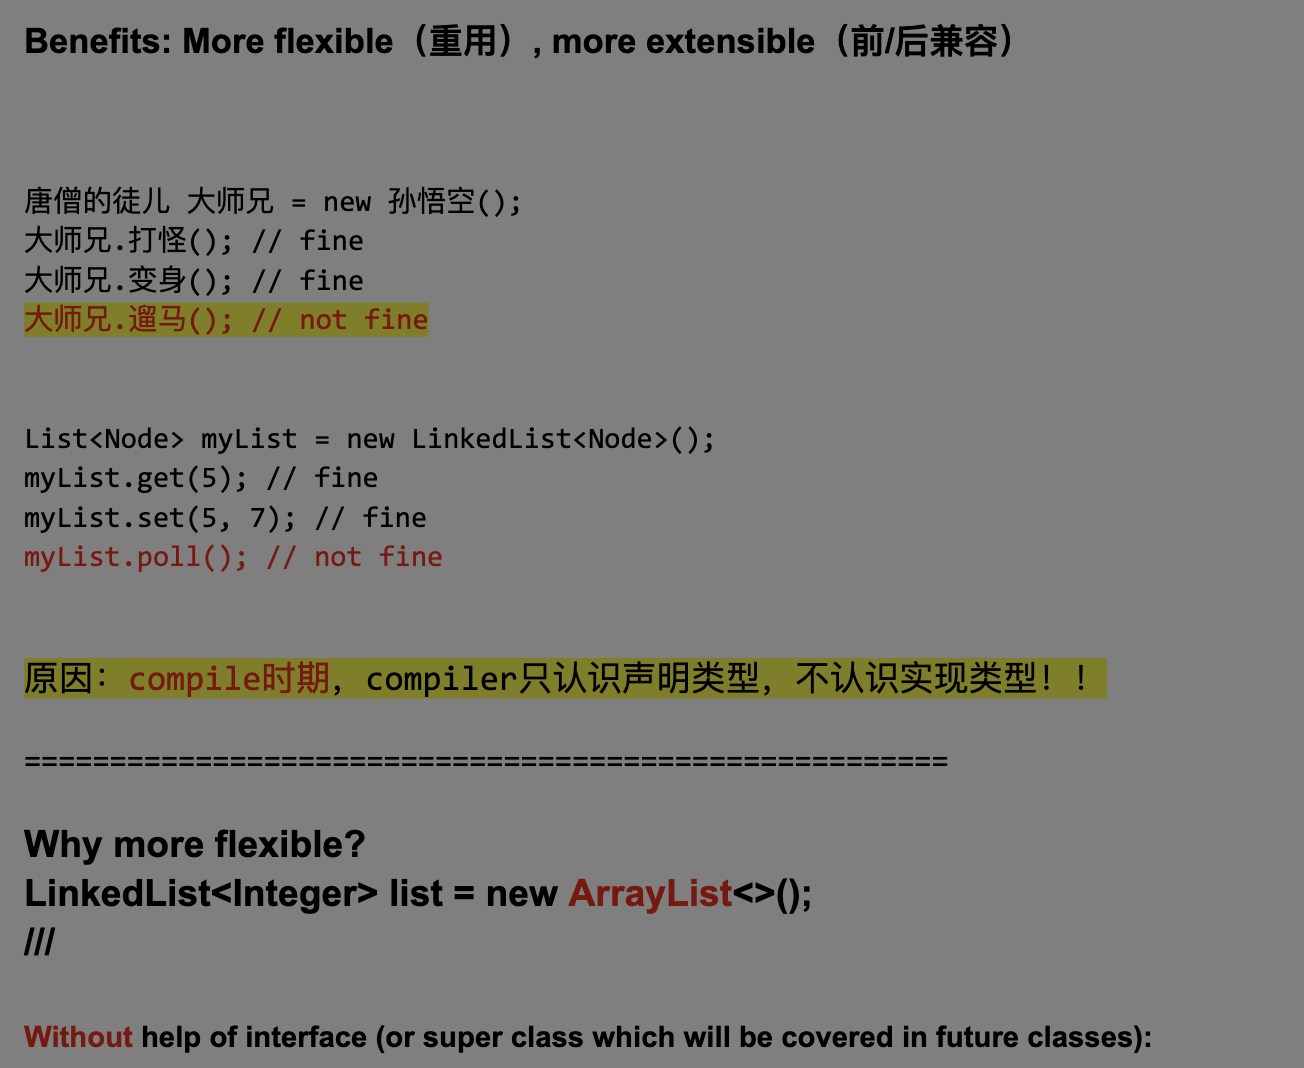 Benefits: More flexible（重用）, more extensible（前/后兼容）
唐僧的徒儿 大师兄 = new 孙悟空();
大师兄.打怪(); // fine
大师兄.变身(); // fine
大师兄.遛马(); // not fine
List<Node> myList = new LinkedList<Node>();
myList.get(5); // fine
myList.set(5, 7); // fine
myList.poll(); // not fine
原因：compile时期，compiler只认识声明类型，不认识实现类型！！
=========================================================
Why more flexible?
LinkedList<Integer> list = new ArrayList<>();
///
Without help of interface (or super class which will be covered in future classes):